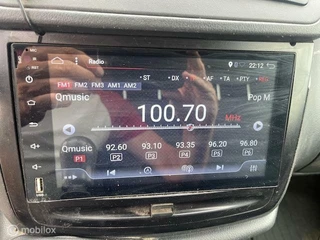 Radio 22:12
ST DX AF TA PTY
FM1 FM2 FM3 AM1 AM2
Qmusic 100.70 Pop M
MHz
Qmusic 92.60 93.10 93.35 96.20 96.80
P1 P2 P3 P4 P5 P6
Marktplaats